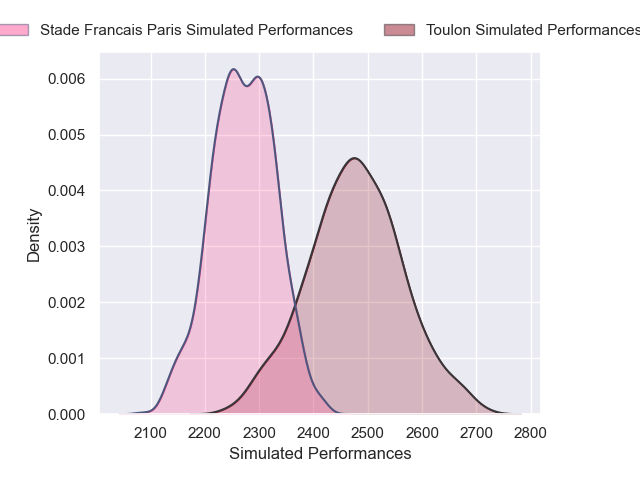 Stade Francais Paris Simulated Performances
Toulon Simulated Performances
0.006
0.005
0.004
0.003
0.002
0.001
0.000
Density
2100 2200 2300 2400 2500 2600 2700 2800
Simulated Performances